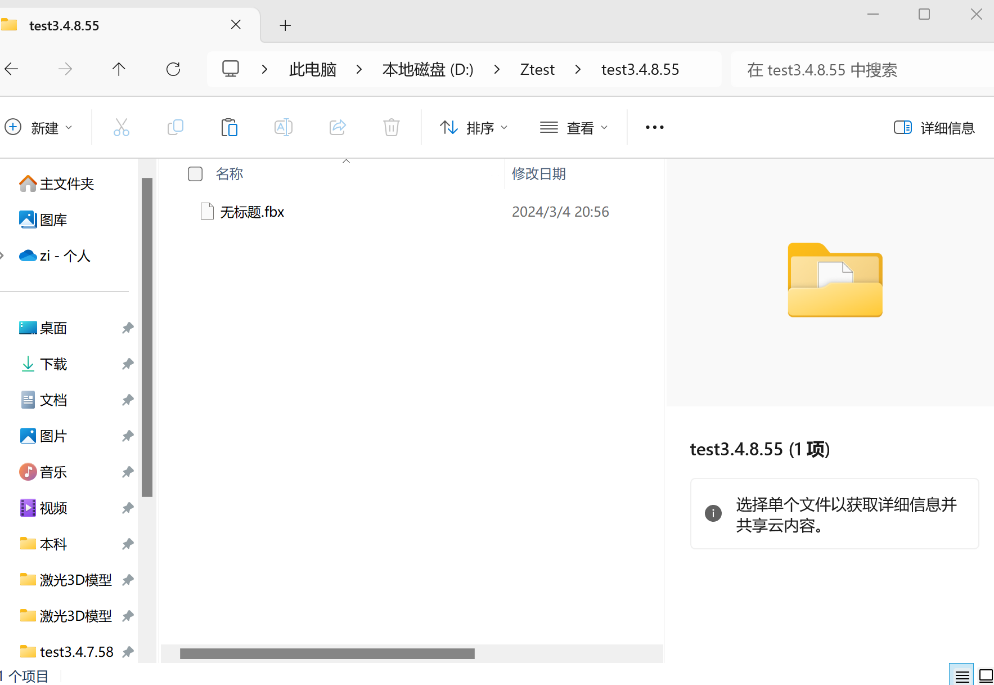 test3.4.8.55
此电脑
本地磁盘 (D:)
Ztest
test3.4.8.55
在 test3.4.8.55 中搜索
新建
排序
查看
详细信息
主文件夹
图库
zi - 个人
桌面
下载
文档
图片
音乐
视频
本科
激光3D模型
激光3D模型
test3.4.7.58
名称
修改日期
无标题.fbx
2024/3/4 20:56
test3.4.8.55 (1 项)
选择单个文件以获取详细信息并
共享云内容。
1 个项目